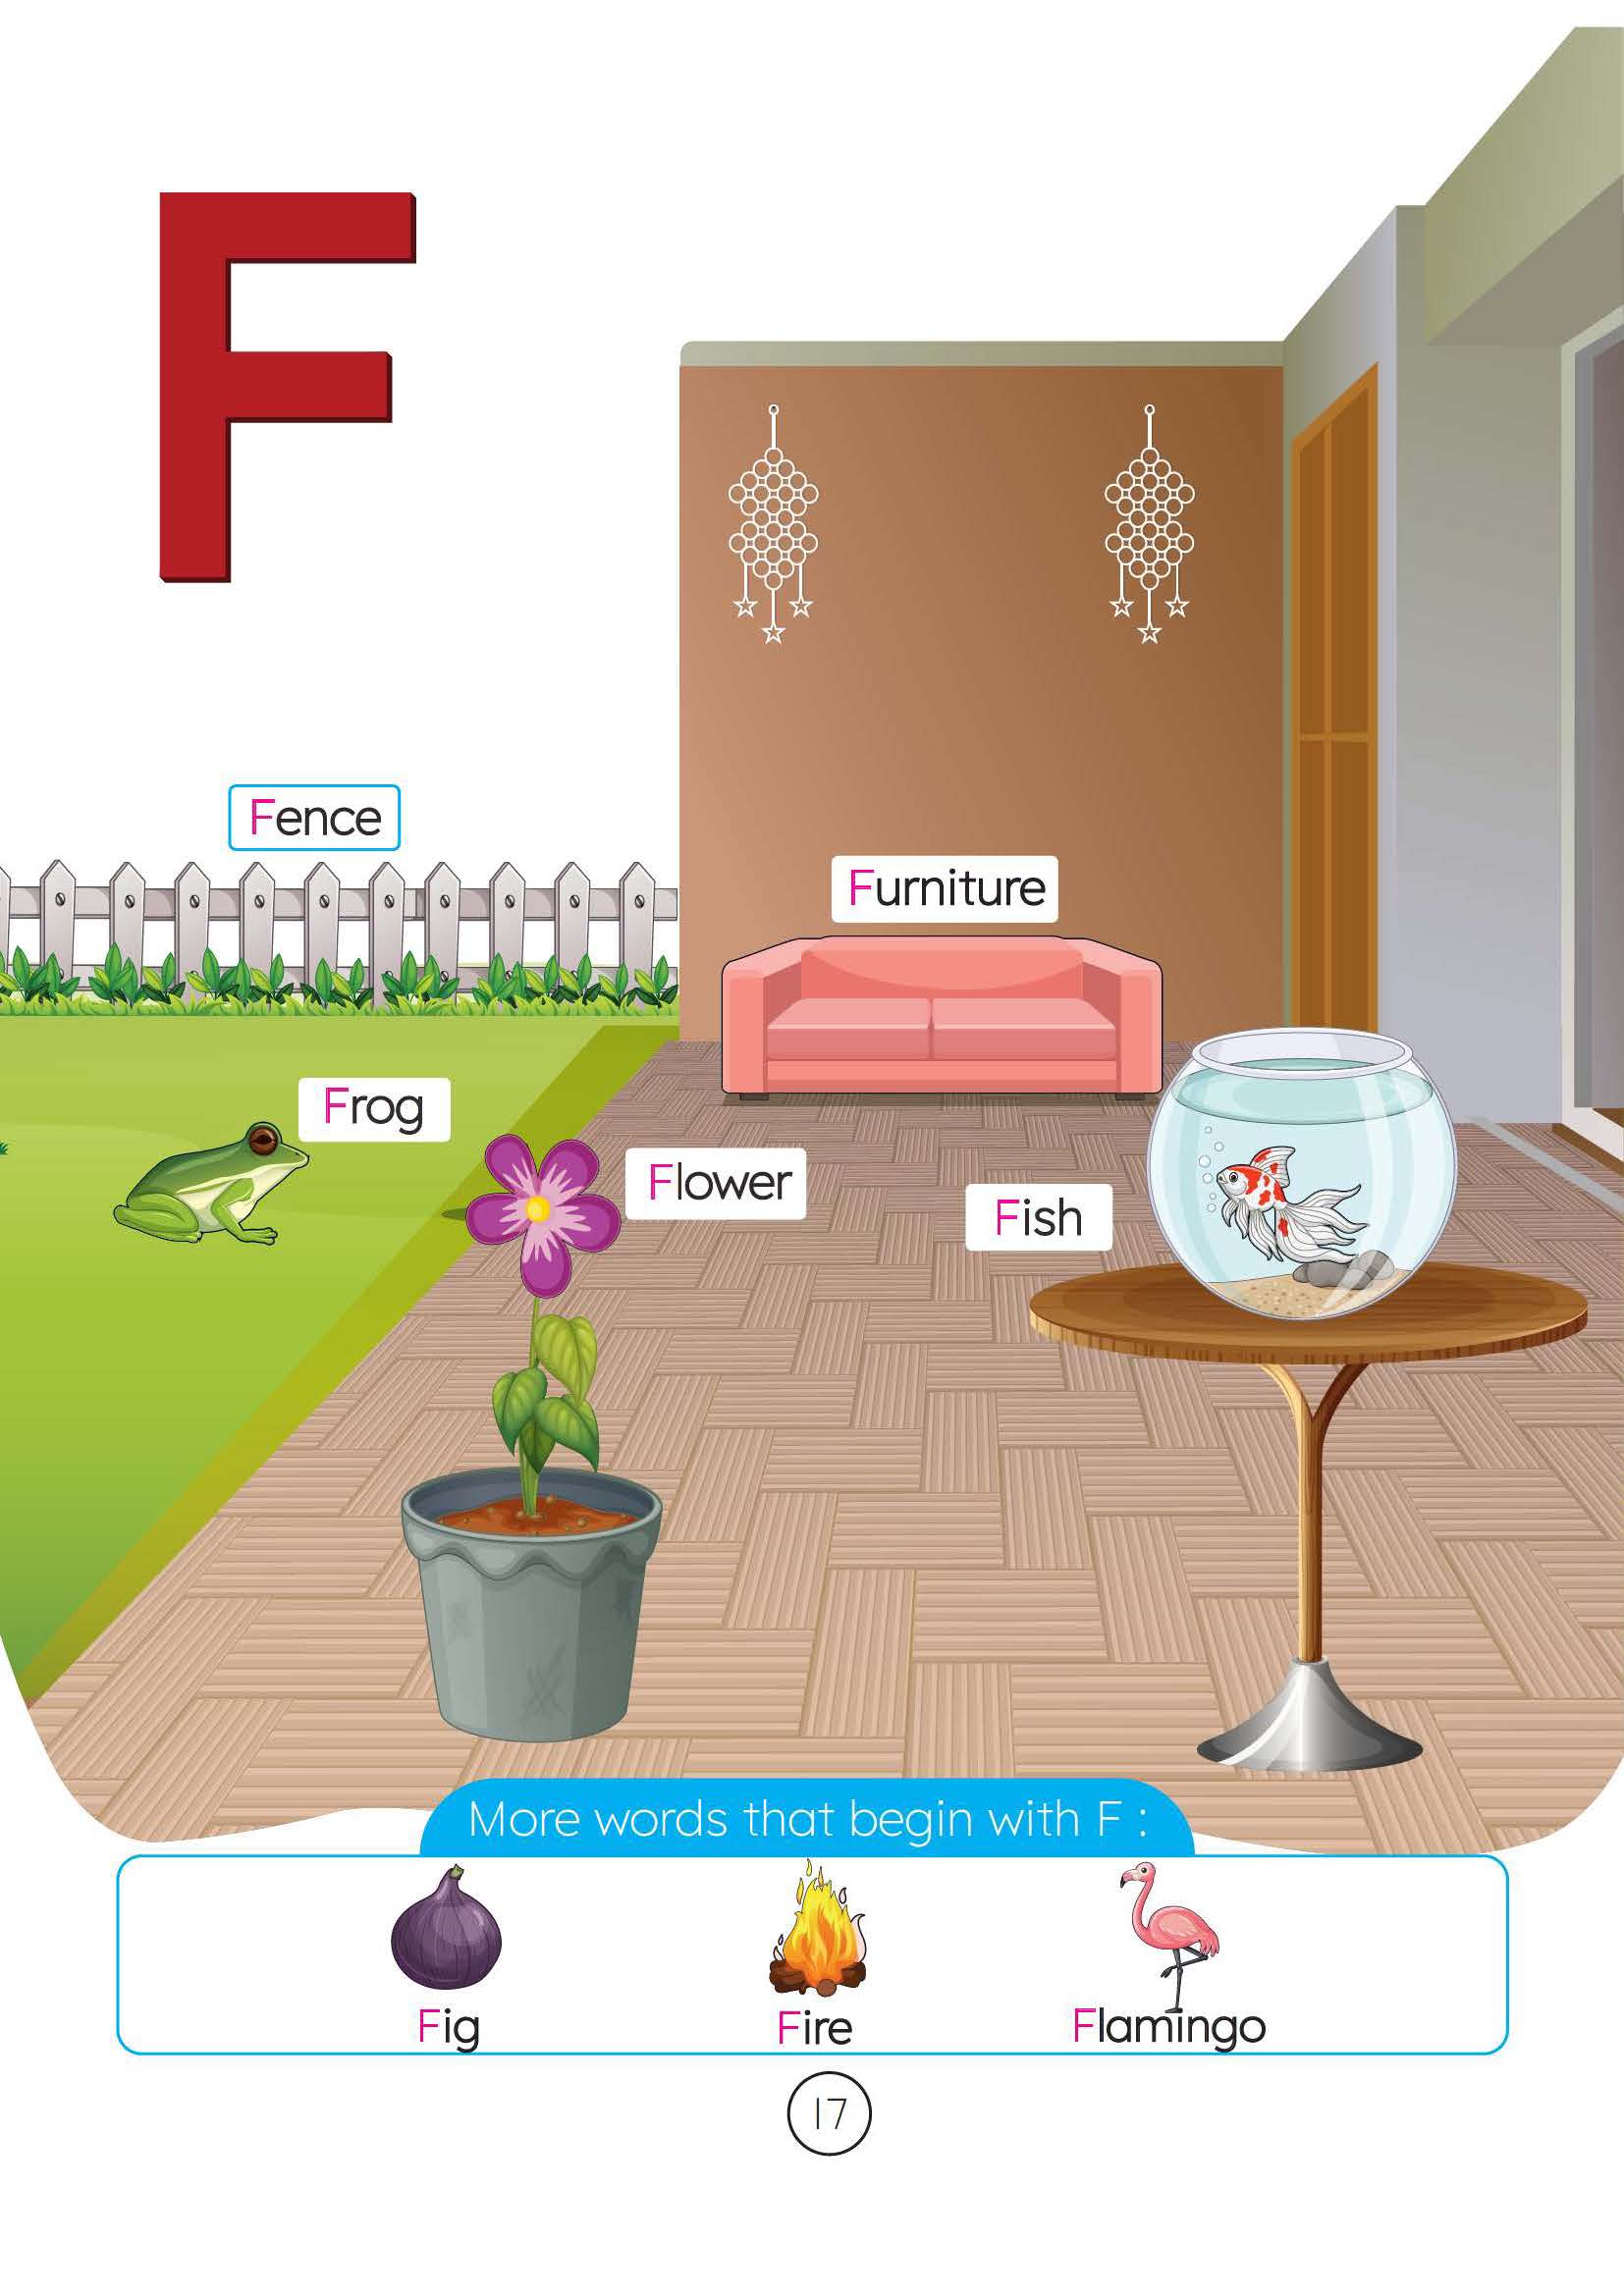 F
Fence
Furniture
Frog
Flower
Fish
More words that begin with F :
Fig
Fire
Flamingo
17